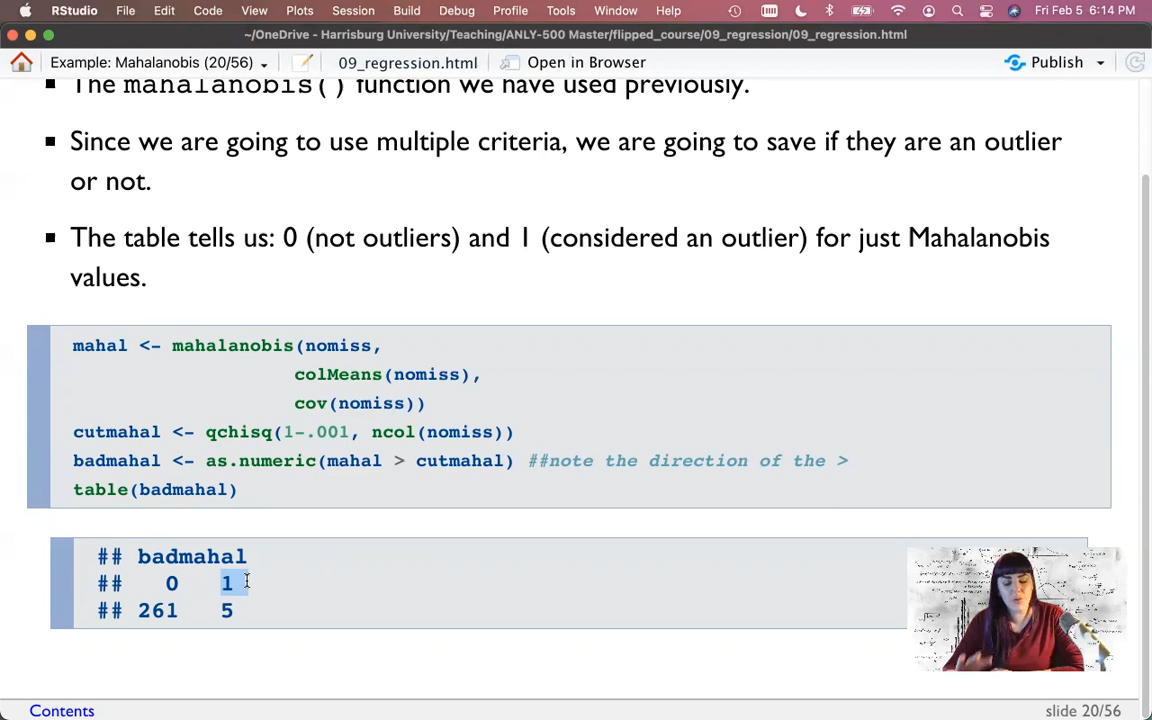 RStudio File Edit Code View Plots Session Build Debug Profile Tools Window Help Fri Feb 5 6:14 PM
~/OneDrive - Harrisburg University/Teaching/ANLY-500 Master/flipped_course/09_regression/09_regression.html
Example: Mahalanobis (20/56) 09_regression.html Open in Browser Publish
▪ The mahalanobis() function we have used previously.
▪ Since we are going to use multiple criteria, we are going to save if they are an outlier
or not.
▪ The table tells us: 0 (not outliers) and 1 (considered an outlier) for just Mahalanobis
values.
mahal <- mahalanobis(nomiss,
colMeans(nomiss),
cov(nomiss))
cutmahal <- qchisq(1-.001, ncol(nomiss))
badmahal <- as.numeric(mahal > cutmahal) ##note the direction of the >
table(badmahal)
## badmahal
## 0 1
## 261 5
Contents slide 20/56